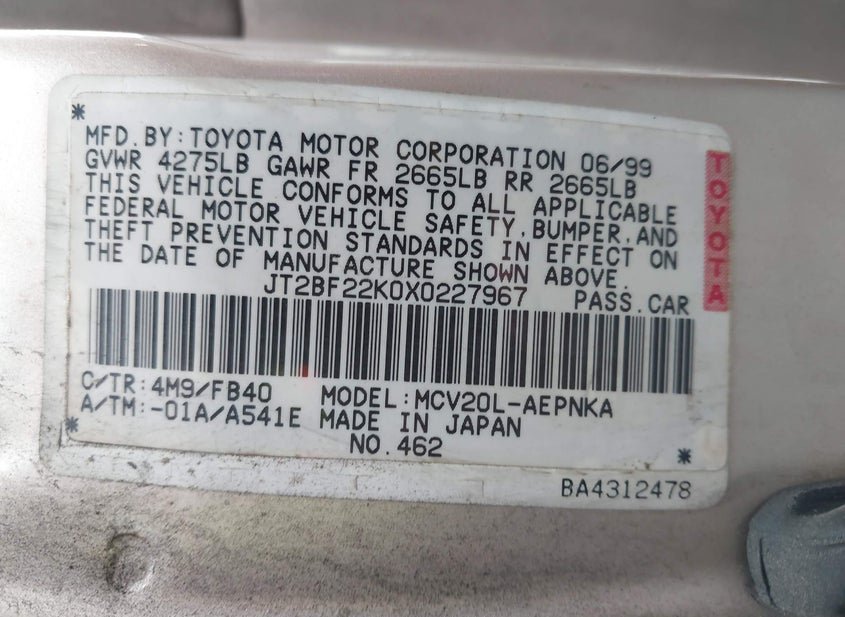 *
MFD. BY: TOYOTA MOTOR CORPORATION 06/99
GVWR 4275LB GAWR FR 2665LB RR 2665LB
THIS VEHICLE CONFORMS TO ALL APPLICABLE
FEDERAL MOTOR VEHICLE SAFETY, BUMPER, AND
THEFT PREVENTION STANDARDS IN EFFECT ON
THE DATE OF MANUFACTURE SHOWN ABOVE.
JT2BF22K0X0227967 PASS. CAR
TOYOTA
C/TR: 4M9/FB40 MODEL: MCV20L-AEPNKA
A/TM: -01A/A541E MADE IN JAPAN
* NO. 462 *
BA4312478